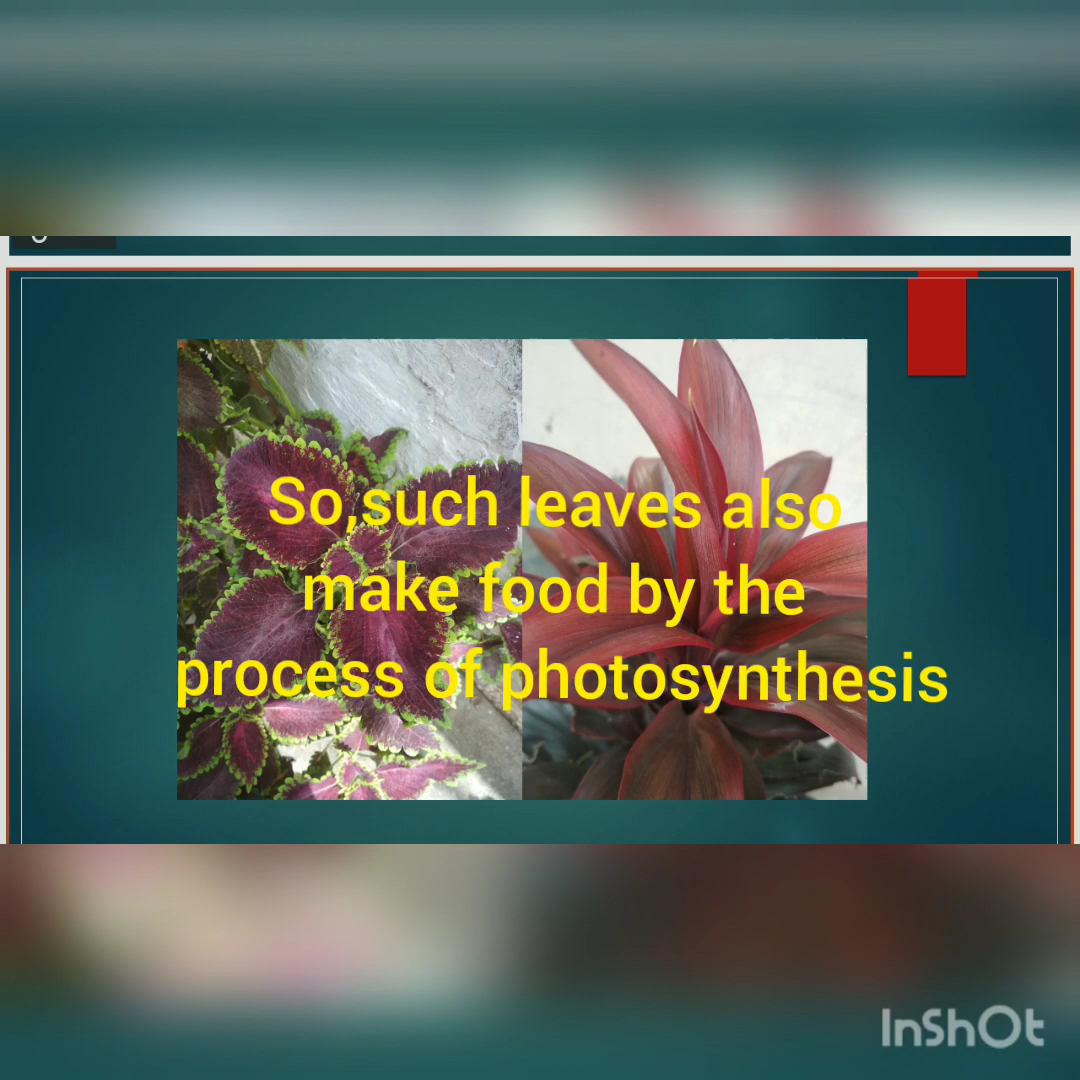 So,such leaves also
make food by the
process of photosynthesis
InShOt